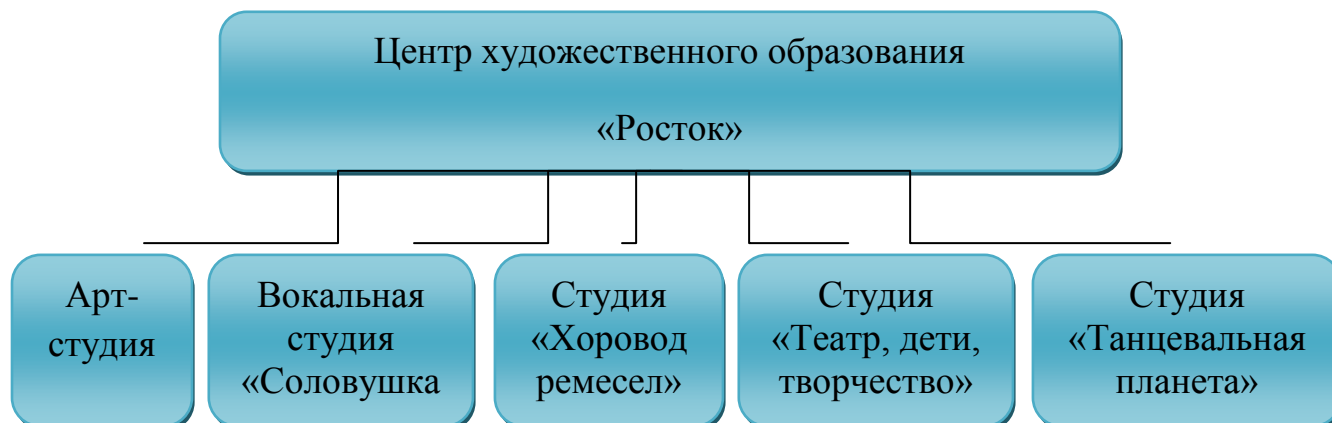 Центр художественного образования
«Росток»
Арт-
студия
Вокальная
студия
«Соловушка
Студия
«Хоровод
ремесел»
Студия
«Театр, дети,
творчество»
Студия
«Танцевальная
планета»